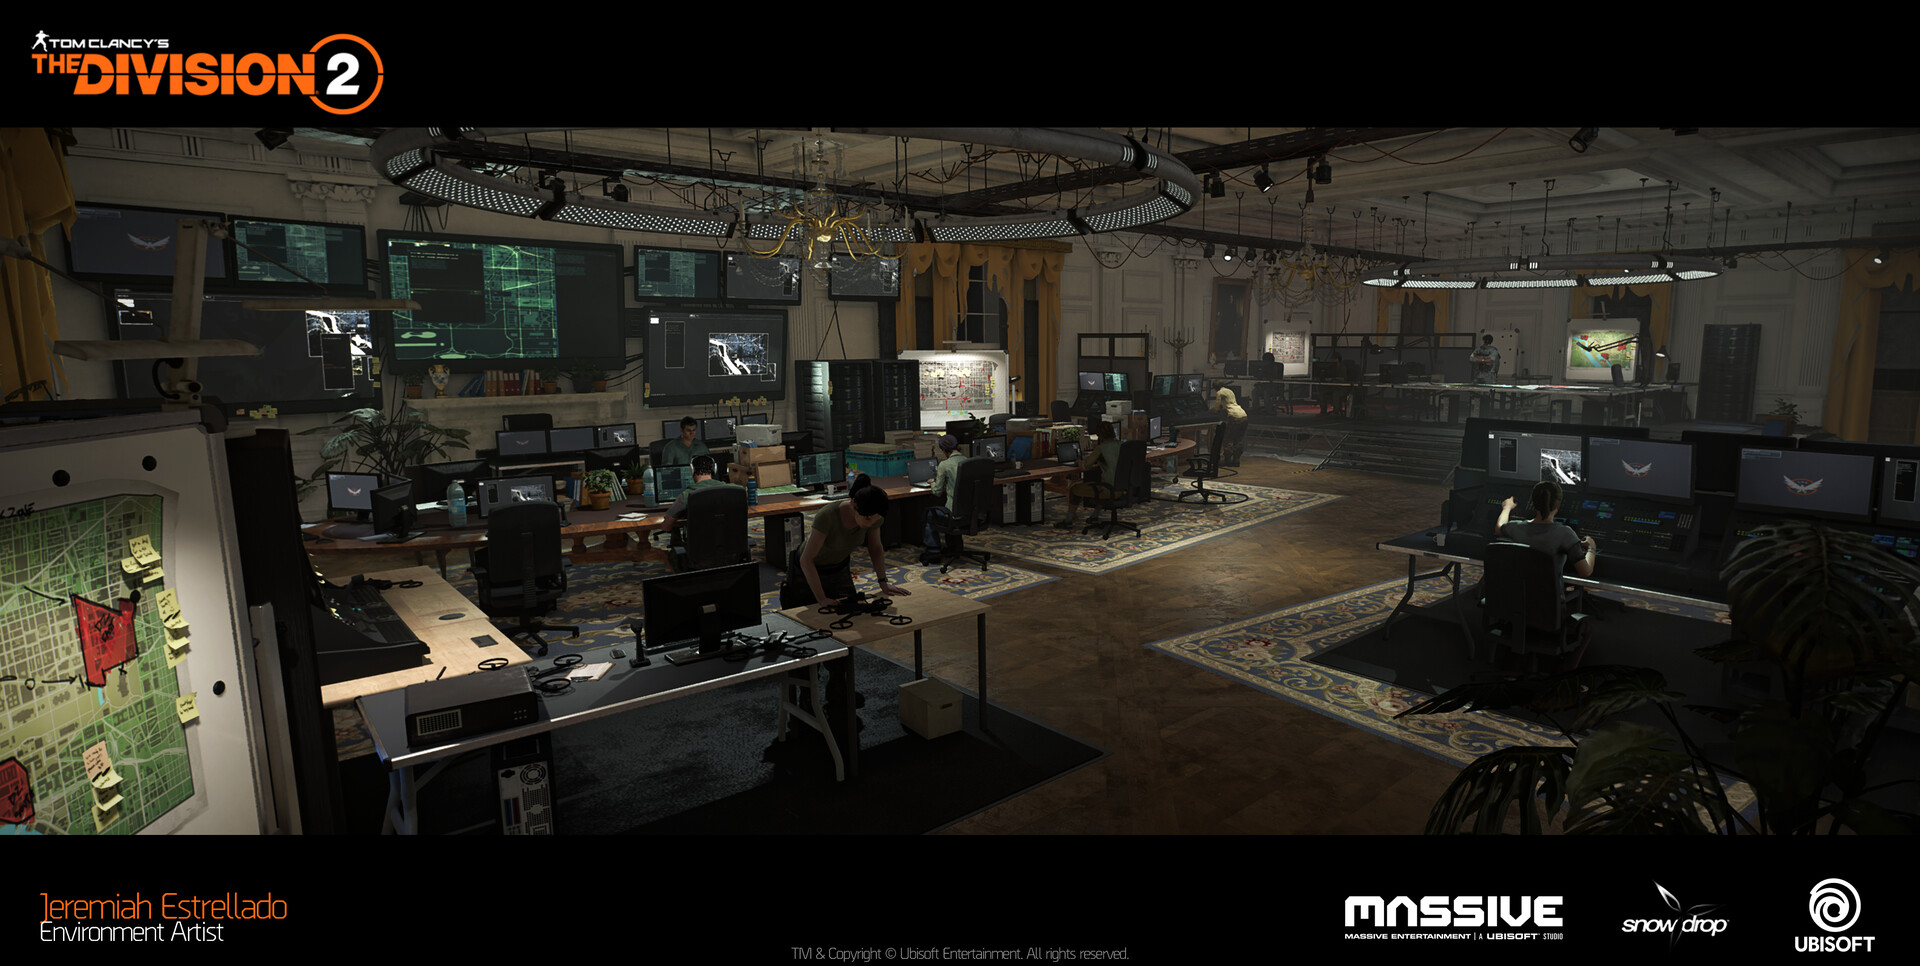 TOM CLANCY'S
THE DIVISION 2
Jeremiah Estrellado
Environment Artist
MASSIVE
MASSIVE ENTERTAINMENT | A UBISOFT STUDIO
snowdrop
UBISOFT
TM & Copyright © Ubisoft Entertainment. All rights reserved.